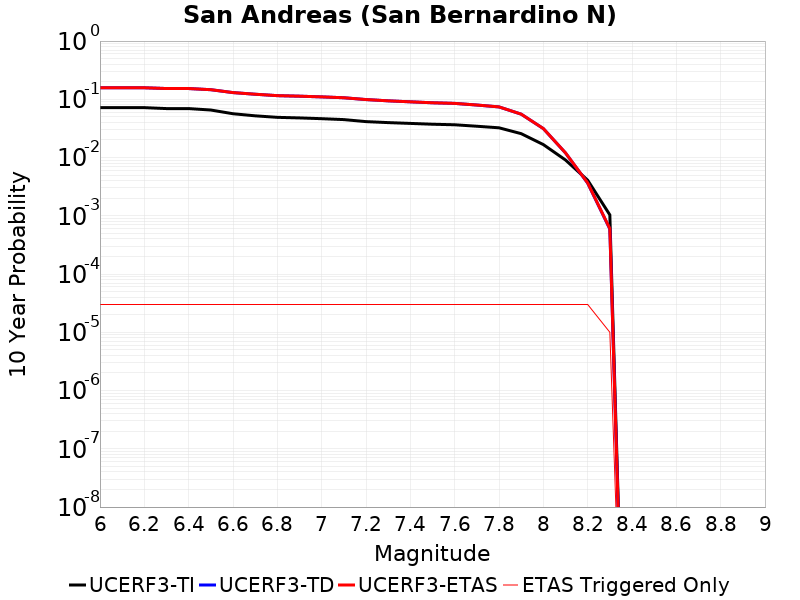 San Andreas (San Bernardino N)
10 Year Probability
10^0
10^-1
10^-2
10^-3
10^-4
10^-5
10^-6
10^-7
10^-8
6 6.2 6.4 6.6 6.8 7 7.2 7.4 7.6 7.8 8 8.2 8.4 8.6 8.8 9
Magnitude
UCERF3-TI UCERF3-TD UCERF3-ETAS ETAS Triggered Only